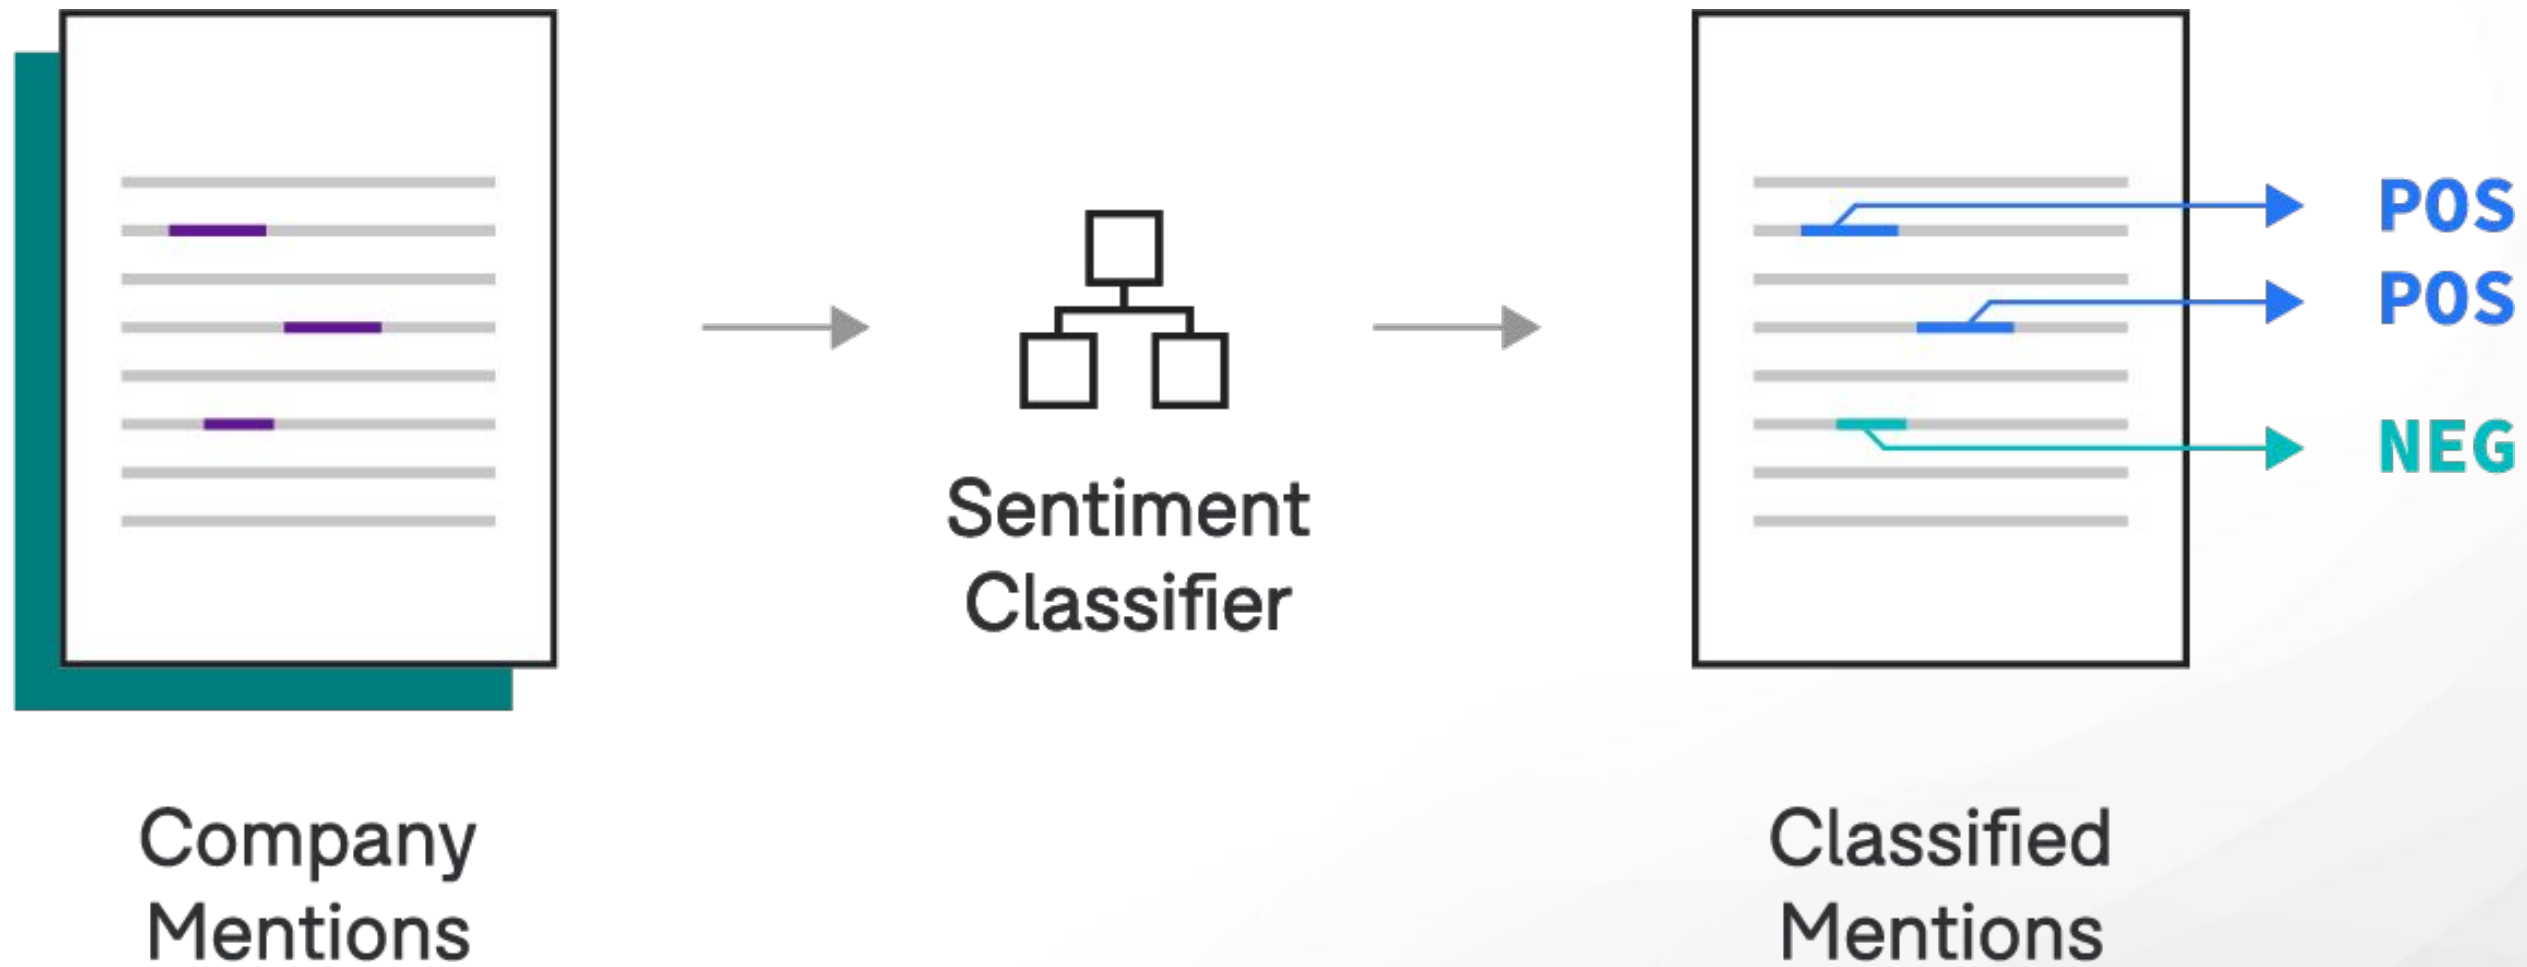 Company
Mentions
Sentiment
Classifier
Classified
Mentions
POS
POS
NEG